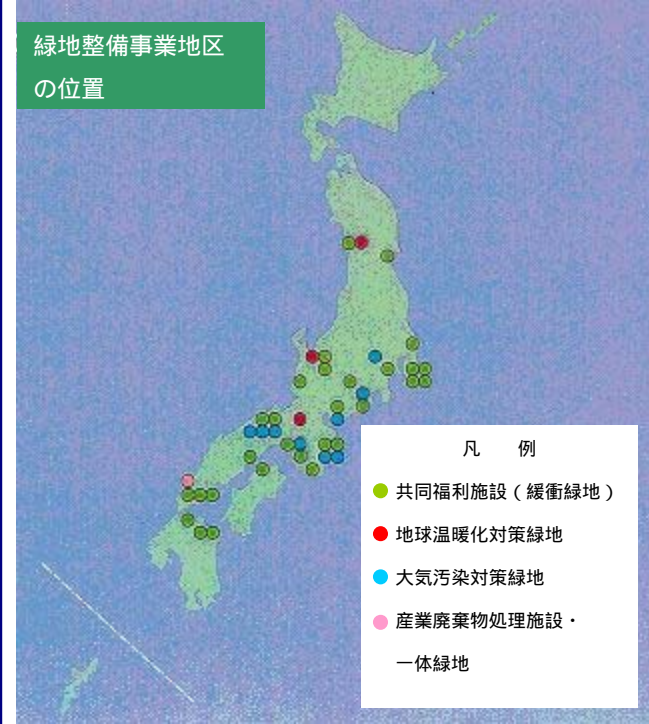 緑地整備事業地区
の位置
凡　例
共同福利施設（緩衝緑地）
地球温暖化対策緑地
大気汚染対策緑地
産業廃棄物処理施設・
一体緑地